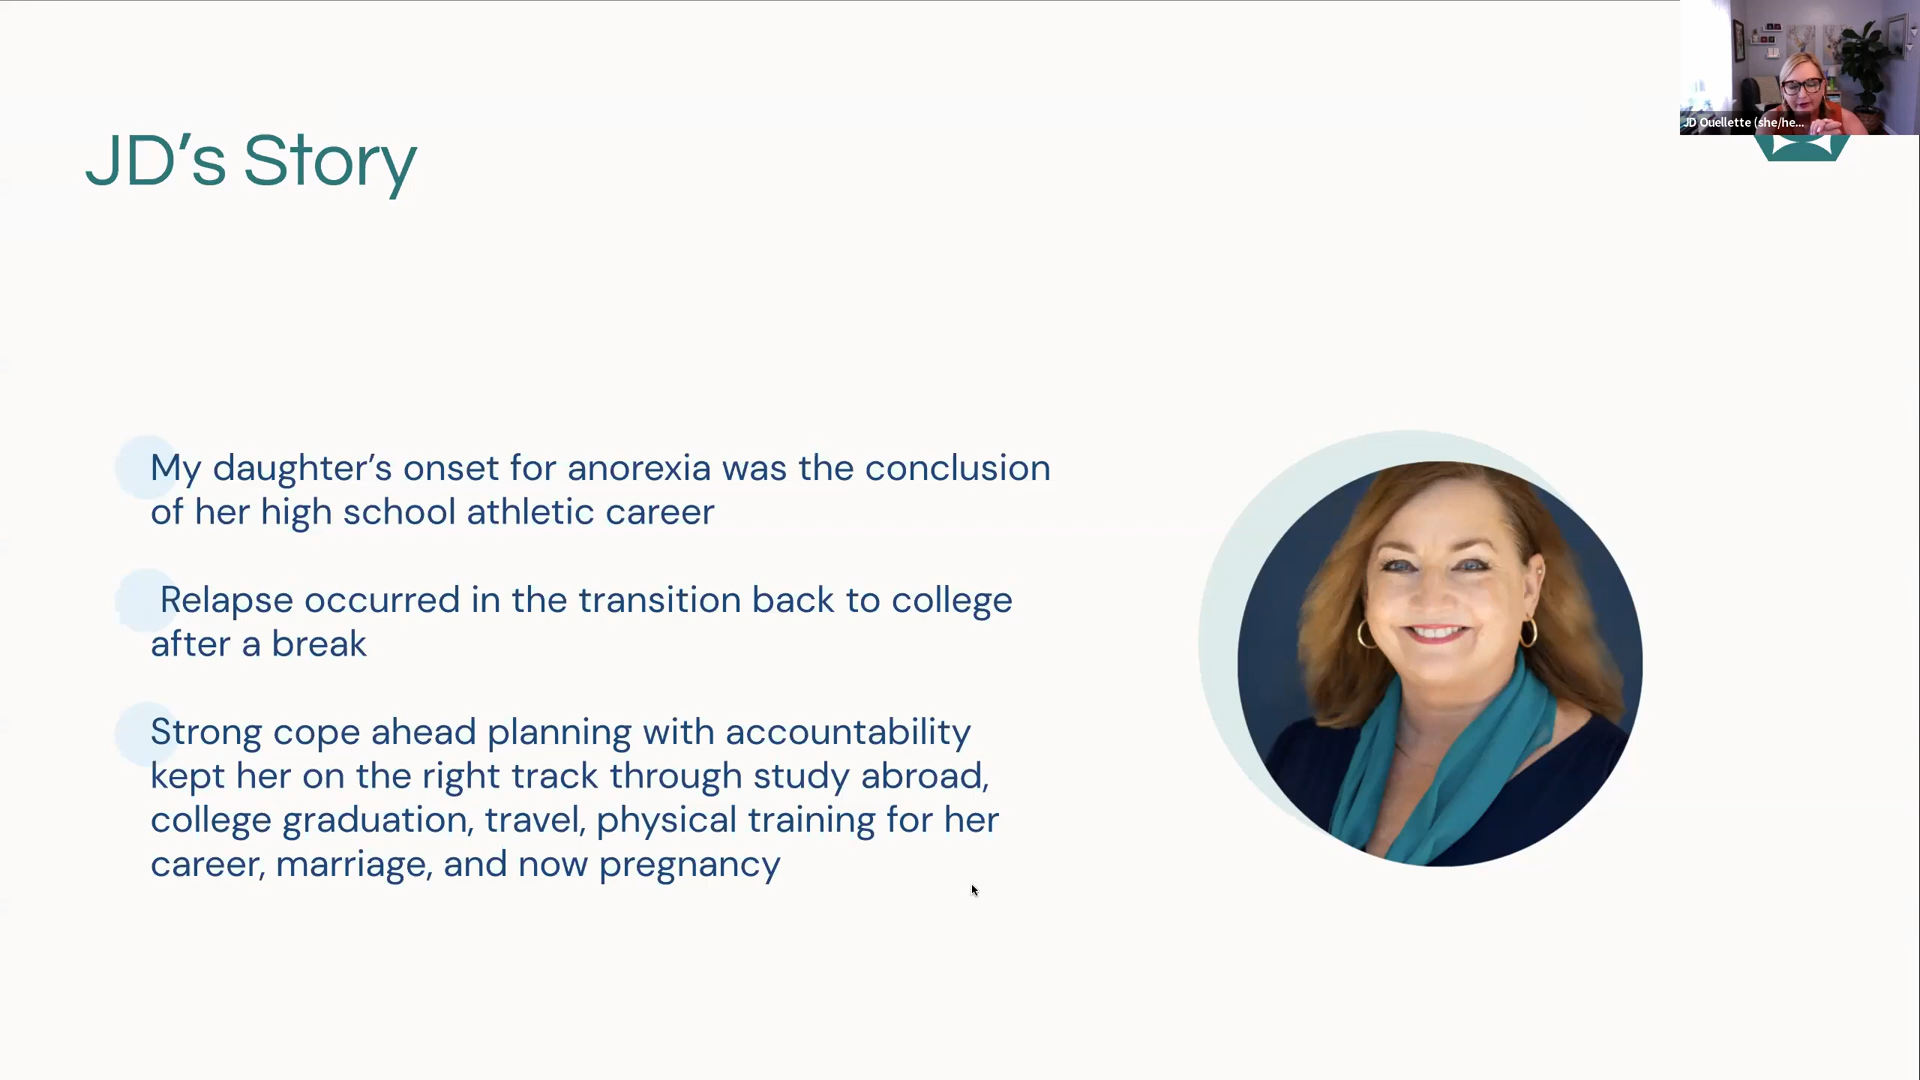 JD Ouellette (she/he...
JD’s Story
My daughter’s onset for anorexia was the conclusion
of her high school athletic career
Relapse occurred in the transition back to college
after a break
Strong cope ahead planning with accountability
kept her on the right track through study abroad,
college graduation, travel, physical training for her
career, marriage, and now pregnancy